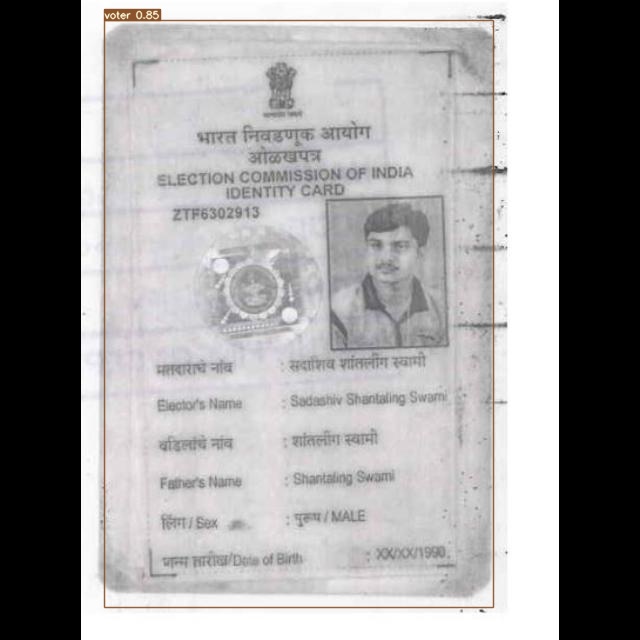 voter 0.85
भारत निवडणूक आयोग
ओळखपत्र
ELECTION COMMISSION OF INDIA
IDENTITY CARD
ZTF6302913
मतदाराचे नांव : सदाशिव शांतलींग स्वामी
Elector's Name : Sadashiv Shantaling Swami
वडिलांचे नांव : शांतलींग स्वामी
Father's Name : Shantaling Swami
लिंग / Sex : पुरूष / MALE
जन्म तारीख/Date of Birth : XX/XX/1990